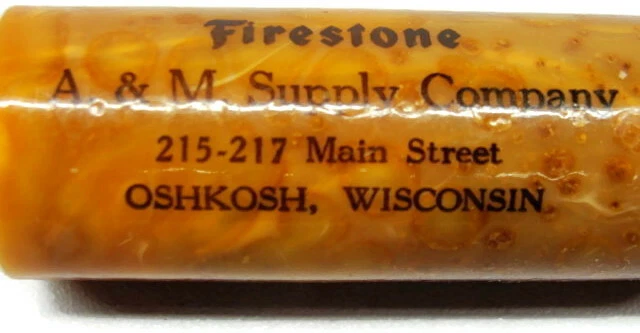 Firestone
A. & M. Supply Company
215-217 Main Street
OSHKOSH, WISCONSIN